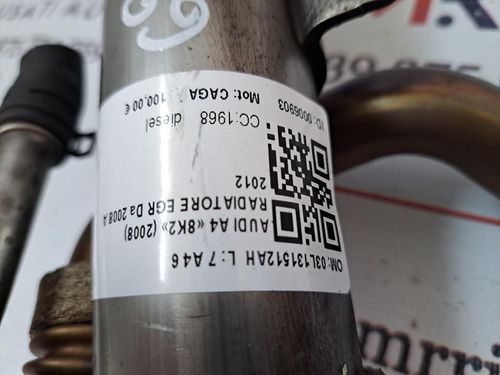 OM: 03L131512AH L: 7 A4 6
AUDI A4 «8K2» (2008)
RADIATORE EGR Da 2008 A
2012
CC:1968 diesel
Mot: CAGA 100,00 €
ID: 0006903